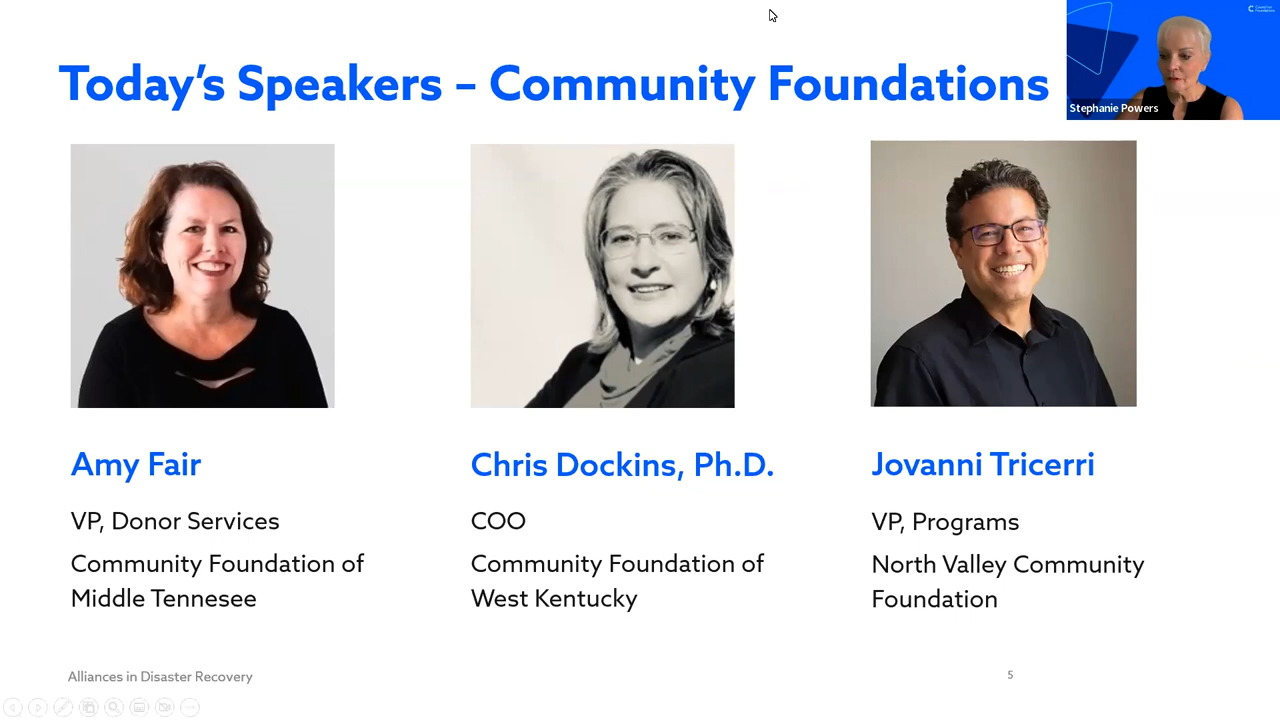 Today's Speakers – Community Foundations
Stephanie Powers
Amy Fair
Chris Dockins, Ph.D.
Jovanni Tricerri
VP, Donor Services
COO
VP, Programs
Community Foundation of
Middle Tennesee
Community Foundation of
West Kentucky
North Valley Community
Foundation
Alliances in Disaster Recovery
5